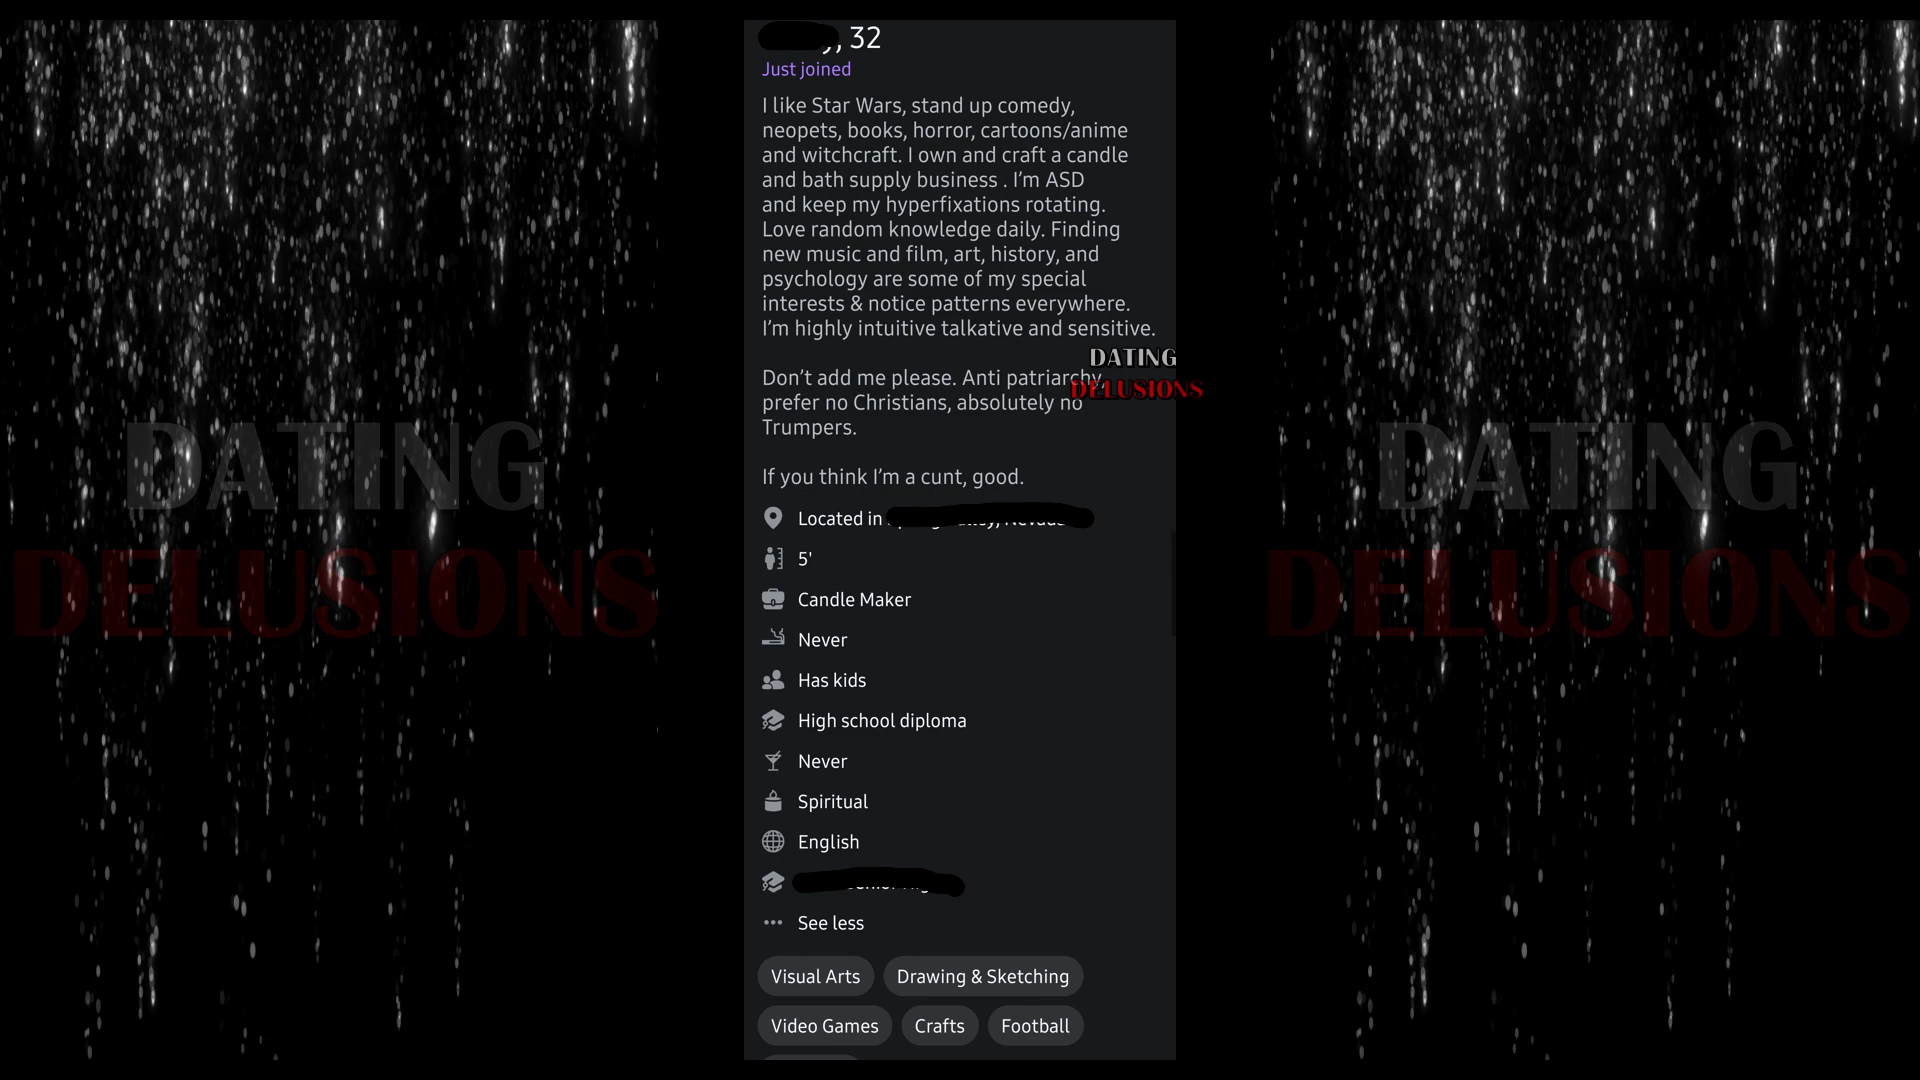 , 32
Just joined
I like Star Wars, stand up comedy,
neopets, books, horror, cartoons/anime
and witchcraft. I own and craft a candle
and bath supply business . I'm ASD
and keep my hyperfixations rotating.
Love random knowledge daily. Finding
new music and film, art, history, and
psychology are some of my special
interests & notice patterns everywhere.
I'm highly intuitive talkative and sensitive.
DATING
DELUSIONS
Don't add me please. Anti patriarchy,
prefer no Christians, absolutely no
Trumpers.
If you think I'm a cunt, good.
Located in
5'
Candle Maker
Never
Has kids
High school diploma
Never
Spiritual
English
See less
Visual Arts
Drawing & Sketching
Video Games
Crafts
Football
DATING
DELUSIONS
DATING
DELUSIONS